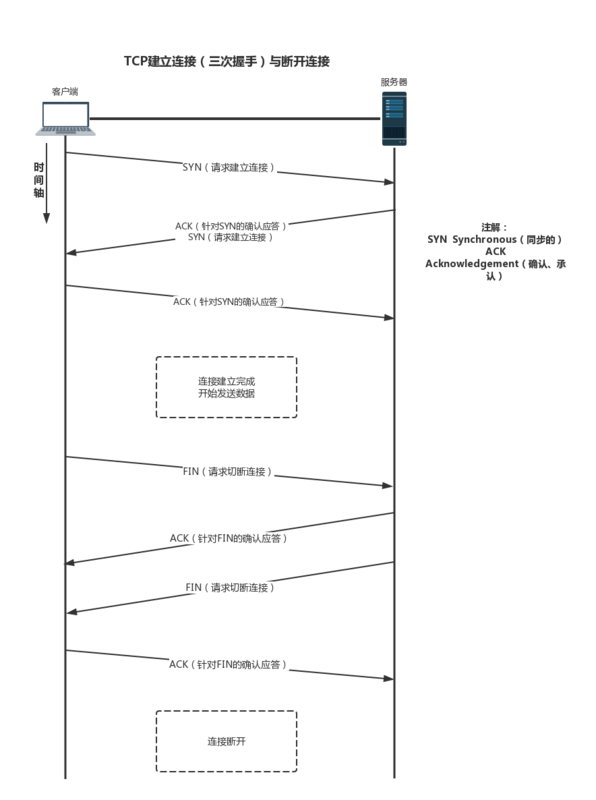 TCP建立连接（三次握手）与断开连接
服务器
客户端
时
间
轴
SYN（请求建立连接）
ACK（针对SYN的确认应答）
SYN（请求建立连接）
注解：
SYN Synchronous（同步的）
ACK
Acknowledgement（确认、承
认）
ACK（针对SYN的确认应答）
连接建立完成
开始发送数据
FIN（请求切断连接）
ACK（针对FIN的确认应答）
FIN（请求切断连接）
ACK（针对FIN的确认应答）
连接断开